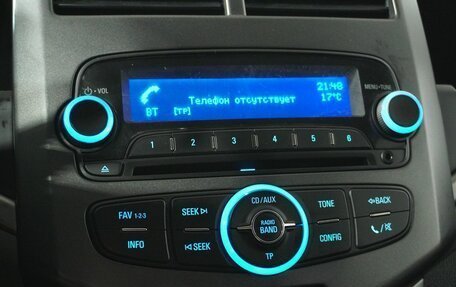 VOL
MENU-TUNE
21:48
Телефон отсутствует 17°C
BT [TP]
1 2 3 4 5 6
FAV 1-2-3
SEEK
CD/AUX
TONE
BACK
RADIO
BAND
INFO
SEEK
TP
CONFIG